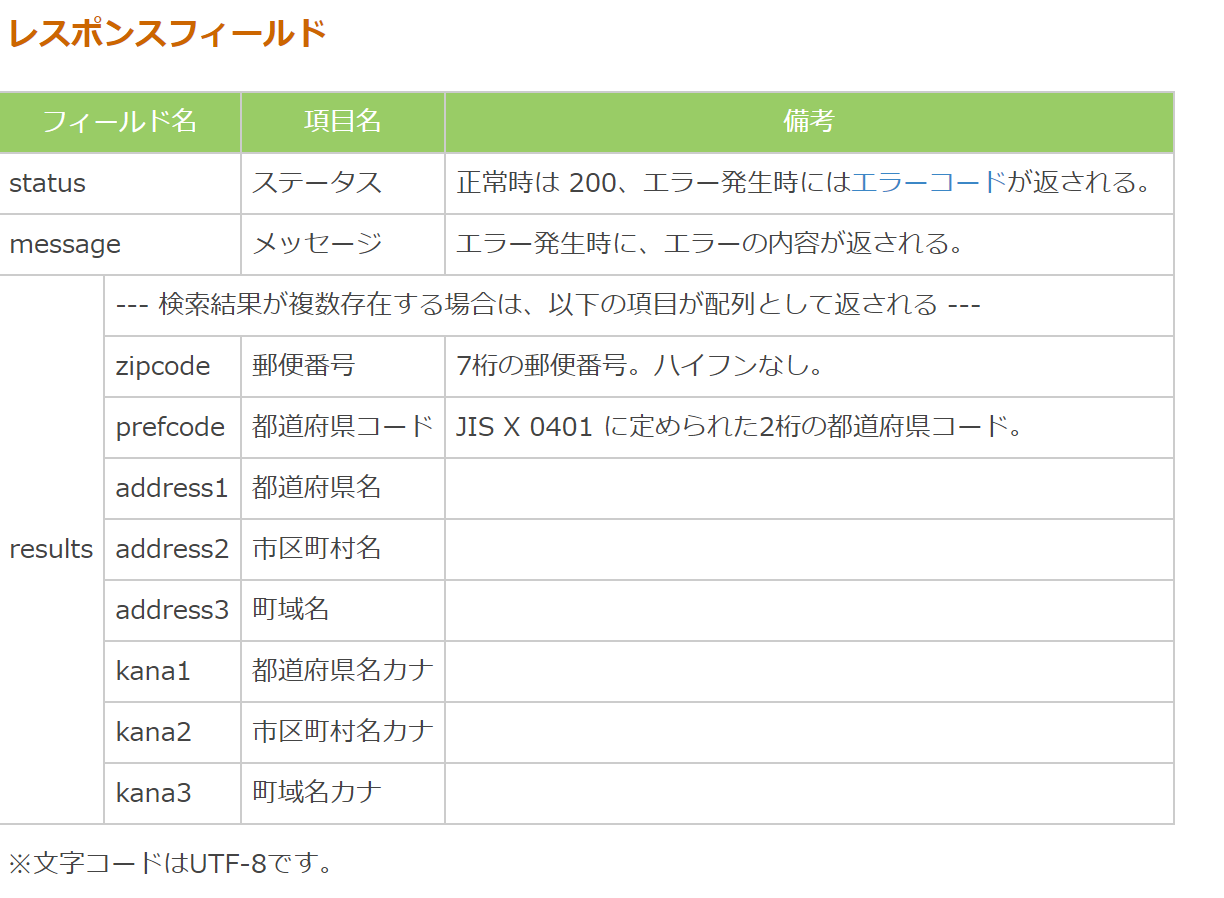 レスポンスフィールド
フィールド名 項目名 備考
status ステータス 正常時は 200、エラー発生時にはエラーコードが返される。
message メッセージ エラー発生時に、エラーの内容が返される。
--- 検索結果が複数存在する場合は、以下の項目が配列として返される ---
zipcode 郵便番号 7桁の郵便番号。ハイフンなし。
prefcode 都道府県コード JIS X 0401 に定められた2桁の都道府県コード。
address1 都道府県名
results address2 市区町村名
address3 町域名
kana1 都道府県名カナ
kana2 市区町村名カナ
kana3 町域名カナ
※文字コードはUTF-8です。